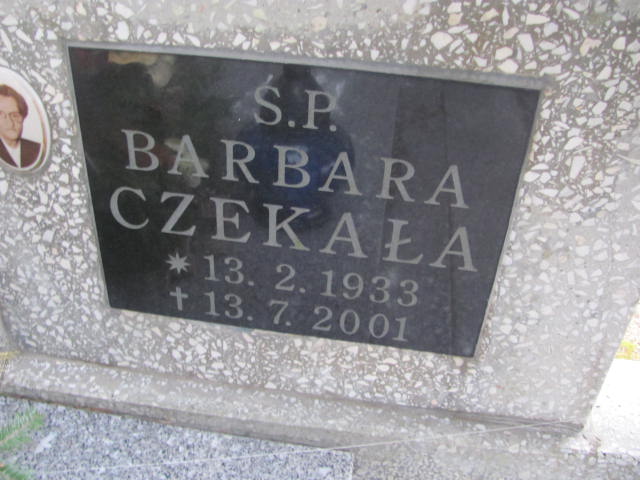 Ś.P.
BARBARA
CZEKAŁA
* 13. 2. 1933
† 13. 7. 2001